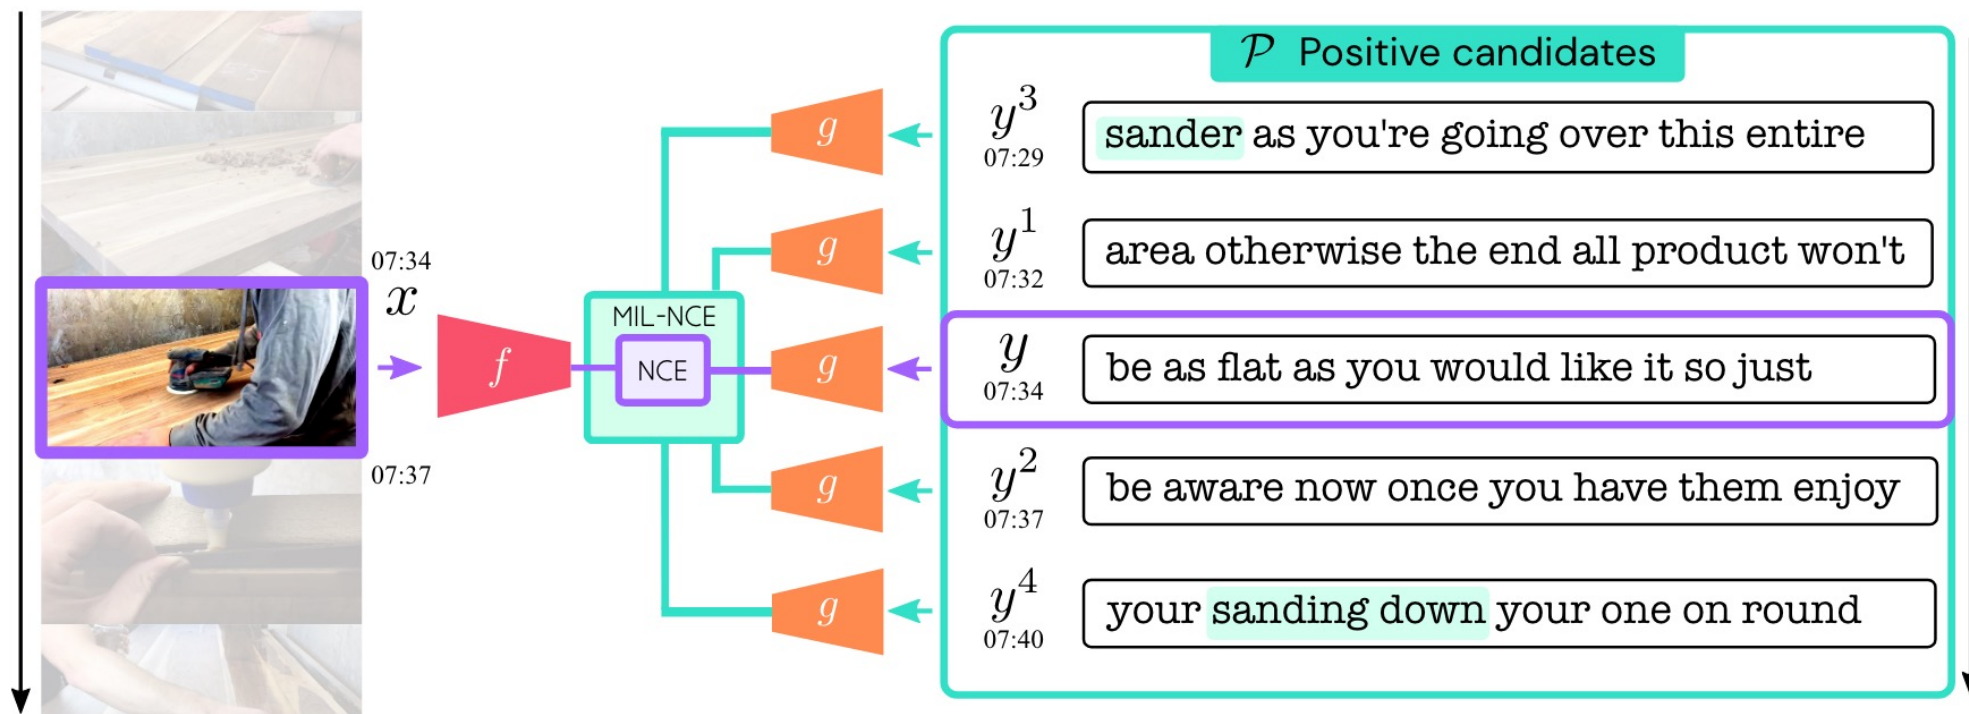 𝒫 Positive candidates
y³ sander as you're going over this entire
07:29
y¹ area otherwise the end all product won't
07:32
y be as flat as you would like it so just
07:34
y² be aware now once you have them enjoy
07:37
y⁴ your sanding down your one on round
07:40
07:34
x
07:37
f
MIL-NCE
NCE
g
g
g
g
g